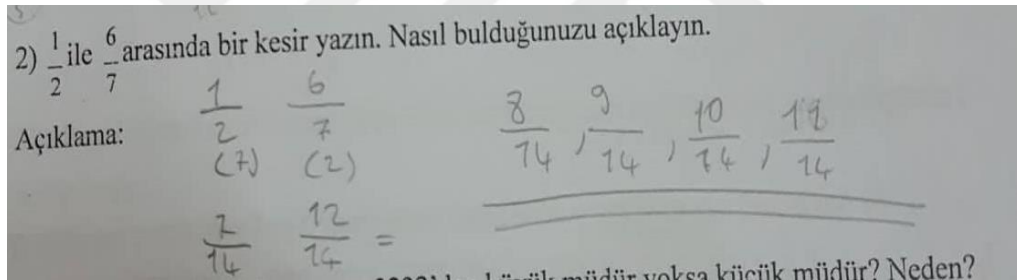 2) 1/2 ile 6/7 arasında bir kesir yazın. Nasıl bulduğunuzu açıklayın.
Açıklama:
1/2 6/7
(7) (2)
8/14, 9/14, 10/14, 11/14
7/14 12/14 =
müdür yoksa küçük müdür? Neden?